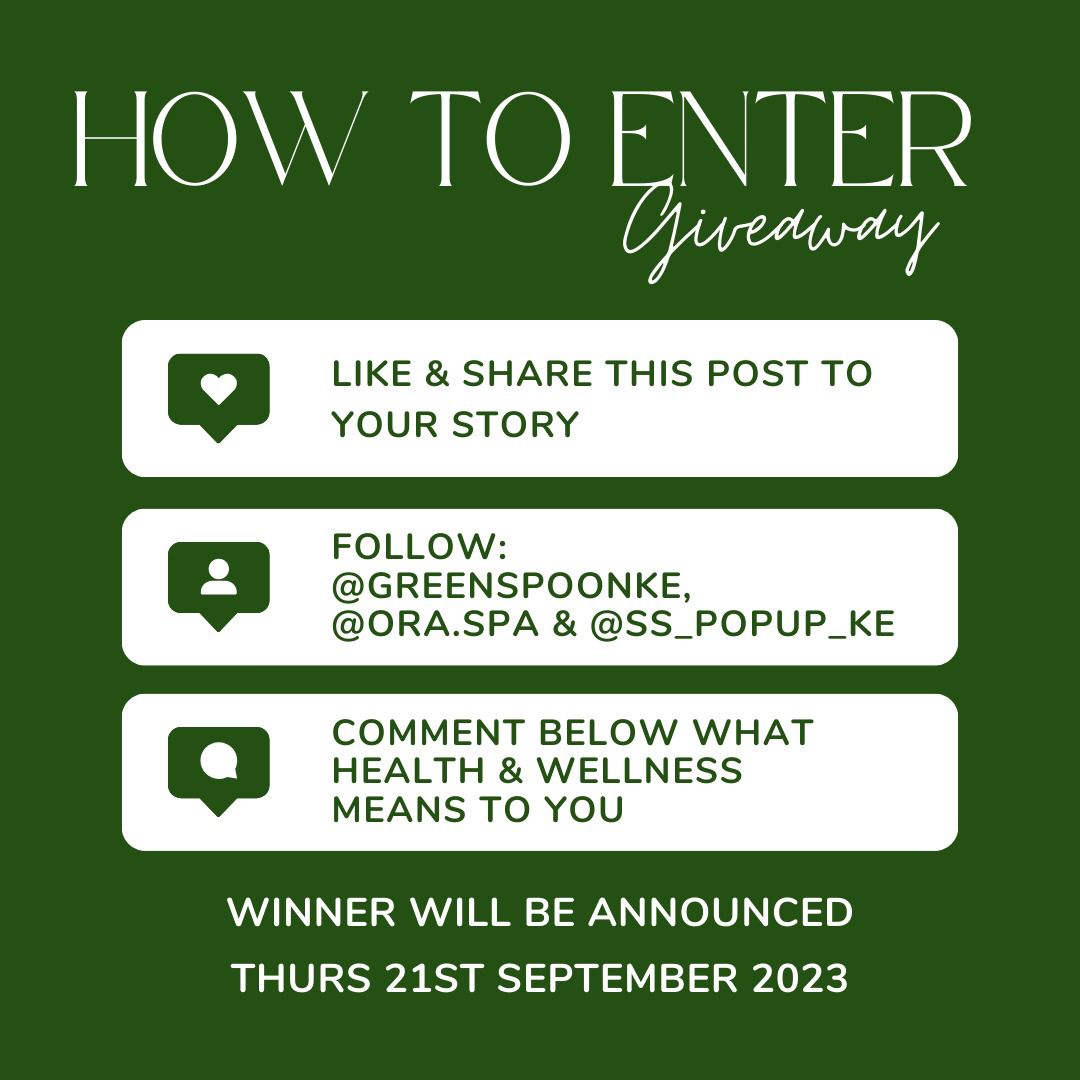 HOW TO ENTER
Giveaway
LIKE & SHARE THIS POST TO
YOUR STORY
FOLLOW:
@GREENSPOONKE,
@ORA.SPA & @SS_POPUP_KE
COMMENT BELOW WHAT
HEALTH & WELLNESS
MEANS TO YOU
WINNER WILL BE ANNOUNCED
THURS 21ST SEPTEMBER 2023